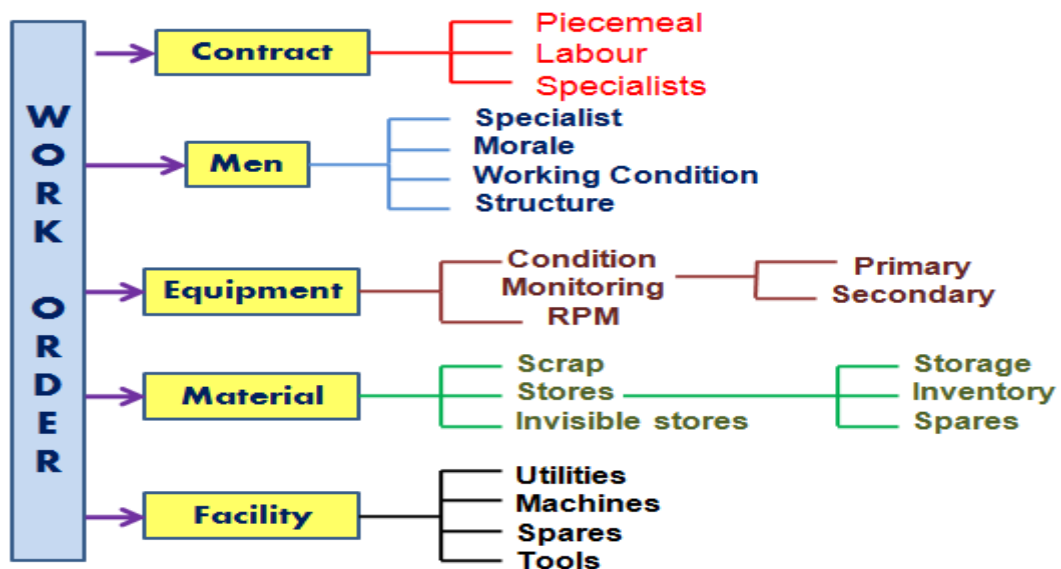 WORK ORDER
Contract
Piecemeal
Labour
Specialists
Men
Specialist
Morale
Working Condition
Structure
Equipment
Condition
Monitoring
RPM
Primary
Secondary
Material
Scrap
Stores
Invisible stores
Storage
Inventory
Spares
Facility
Utilities
Machines
Spares
Tools